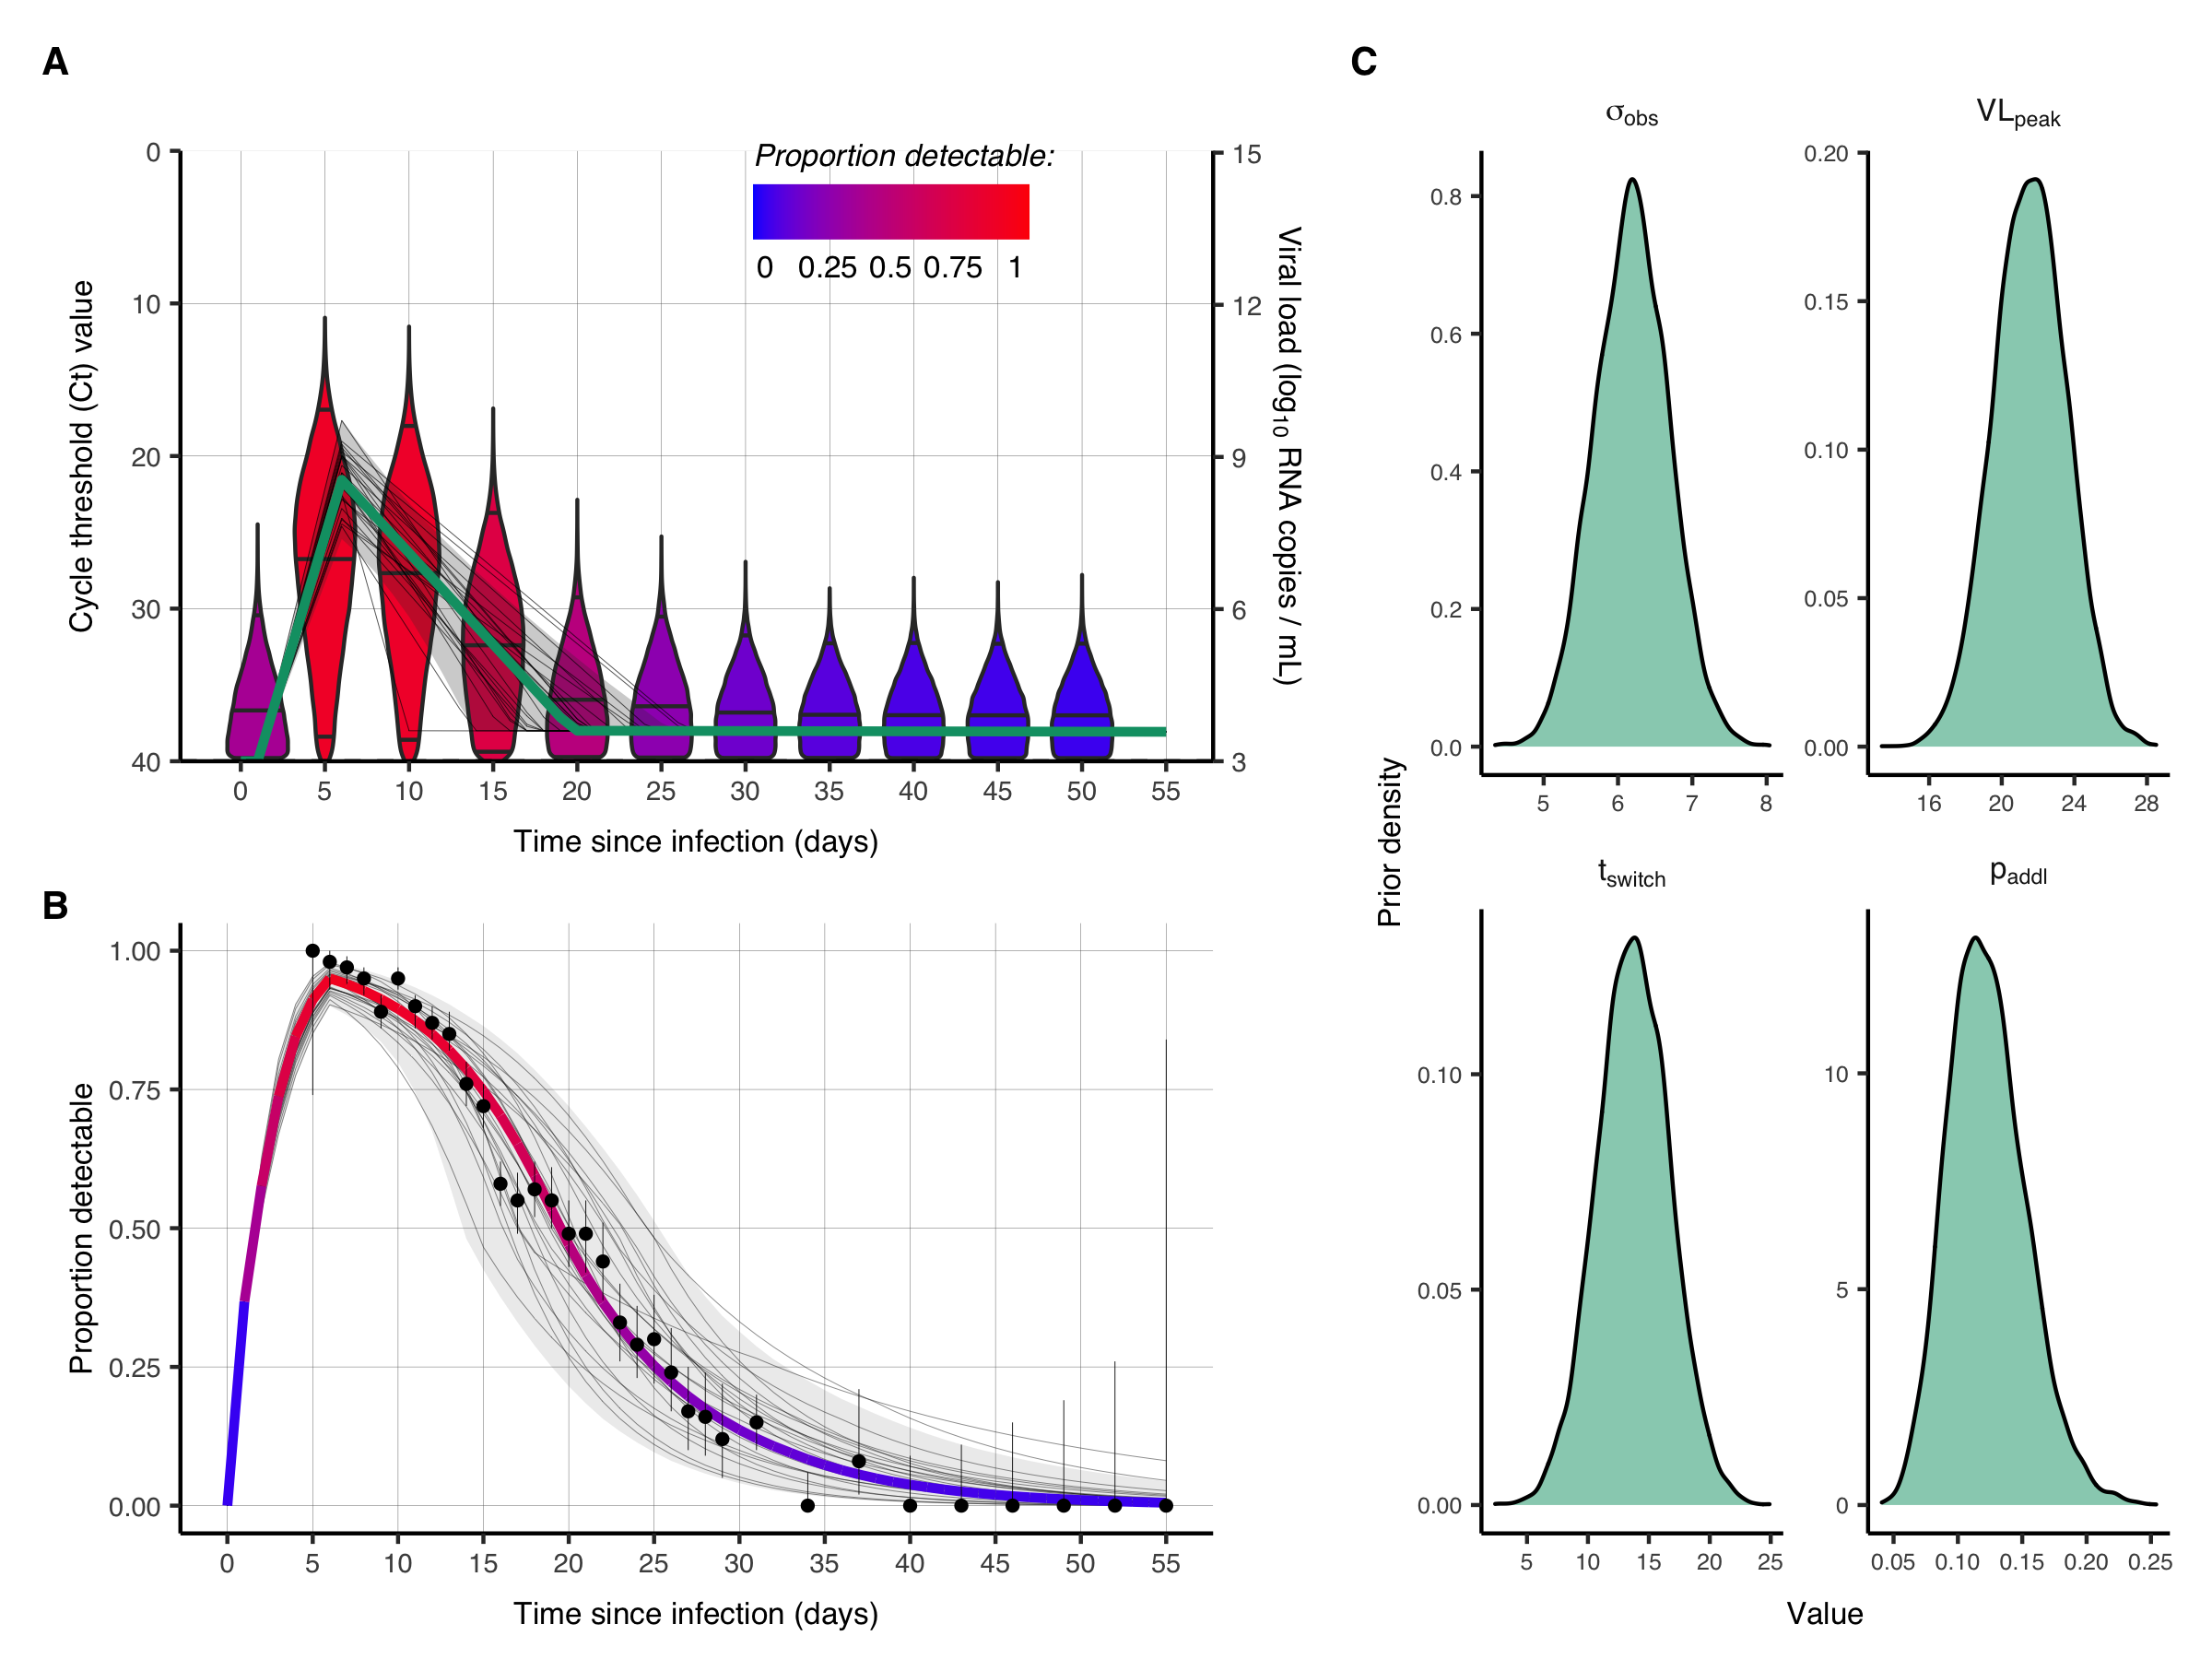 A
Proportion detectable:
0 0.25 0.5 0.75 1
Cycle threshold (Ct) value
0
10
20
30
40
15
12
9
6
3
Viral load (log10 RNA copies / mL)
0 5 10 15 20 25 30 35 40 45 50 55
Time since infection (days)
B
Proportion detectable
1.00
0.75
0.50
0.25
0.00
0 5 10 15 20 25 30 35 40 45 50 55
Time since infection (days)
C
Prior density
σobs
0.8
0.6
0.4
0.2
0.0
5 6 7 8
VLpeak
0.20
0.15
0.10
0.05
0.00
16 20 24 28
tswitch
0.10
0.05
0.00
5 10 15 20 25
paddl
10
5
0
0.05 0.10 0.15 0.20 0.25
Value